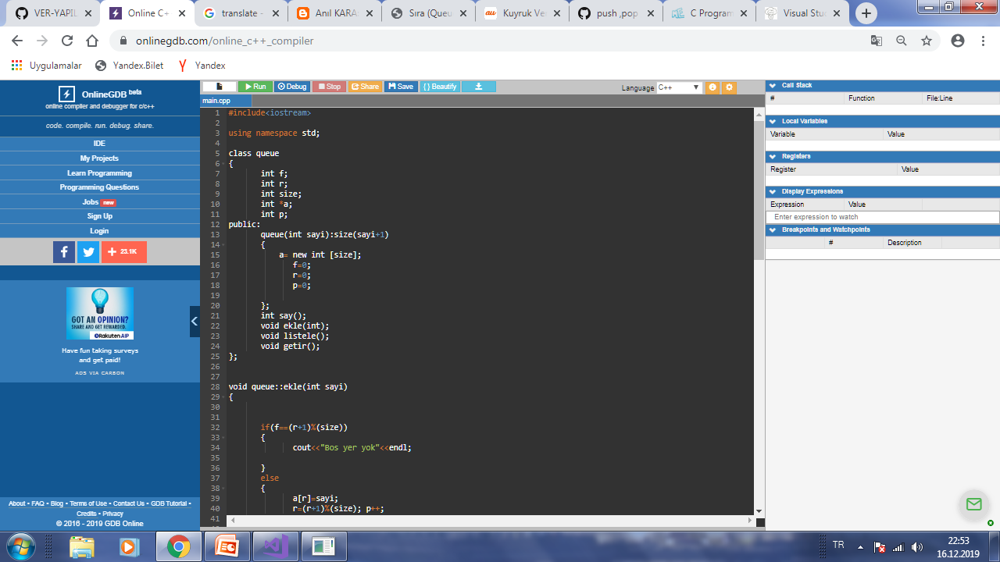 VER-YAPIL
Online C+
translate -
Anıl KARA
Sıra (Queu
Kuyruk Ve
push ,pop
C Program
Visual Stu
onlinegdb.com/online_c++_compiler
Uygulamalar
Yandex.Bilet
Yandex
OnlineGDB beta
online compiler and debugger for c/c++
code. compile. run. debug. share.
IDE
My Projects
Learn Programming
Programming Questions
Jobs new
Sign Up
Login
23.1K
GOT AN OPINION?
SHARE AND GET REWARDED.
Rakuten AIP
Have fun taking surveys
and get paid!
ADS VIA CARBON
About • FAQ • Blog • Terms of Use • Contact Us • GDB Tutorial •
Credits • Privacy
© 2016 - 2019 GDB Online
Run Debug Stop Share Save { } Beautify
Language C++
main.cpp
1 #include<iostream>
2
3 using namespace std;
4
5 class queue
6 {
7 int f;
8 int r;
9 int size;
10 int *a;
11 int p;
12 public:
13 queue(int sayi):size(sayi+1)
14 {
15 a= new int [size];
16 f=0;
17 r=0;
18 p=0;
19
20 };
21 int say();
22 void ekle(int);
23 void listele();
24 void getir();
25 };
26
27
28 void queue::ekle(int sayi)
29 {
30
31
32 if(f==(r+1)%(size))
33 {
34 cout<<"Bos yer yok"<<endl;
35
36 }
37 else
38 {
39 a[r]=sayi;
40 r=(r+1)%(size); p++;
41
Call Stack
# Function File:Line
Local Variables
Variable Value
Registers
Register Value
Display Expressions
Expression Value
Enter expression to watch
Breakpoints and Watchpoints
# Description
TR
22:53
16.12.2019